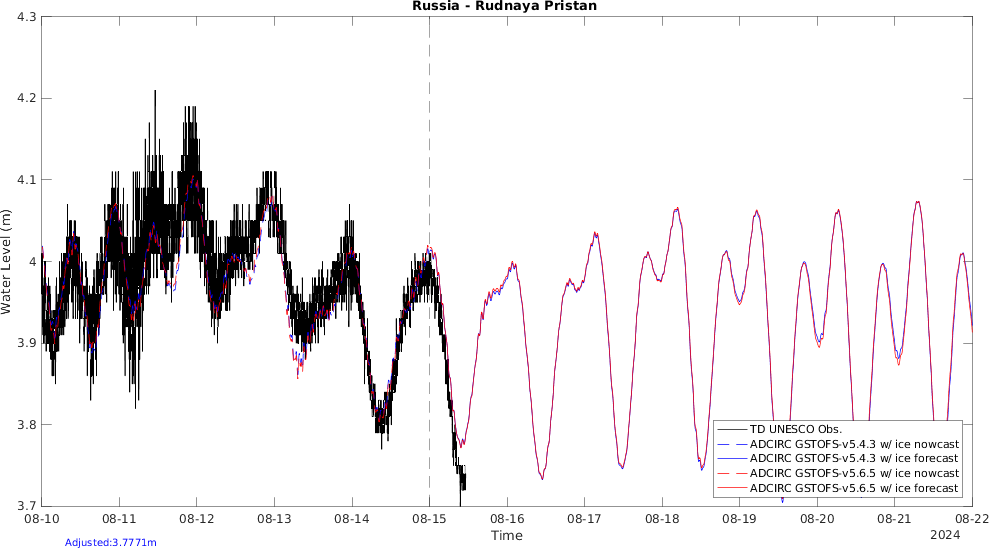 Russia - Rudnaya Pristan
4.3
4.2
4.1
4
3.9
3.8
3.7
Water Level (m)
TD UNESCO Obs.
ADCIRC GSTOFS-v5.4.3 w/ ice nowcast
ADCIRC GSTOFS-v5.4.3 w/ ice forecast
ADCIRC GSTOFS-v5.6.5 w/ ice nowcast
ADCIRC GSTOFS-v5.6.5 w/ ice forecast
08-10 08-11 08-12 08-13 08-14 08-15 08-16 08-17 08-18 08-19 08-20 08-21 08-22
Time
2024
Adjusted:3.7771m